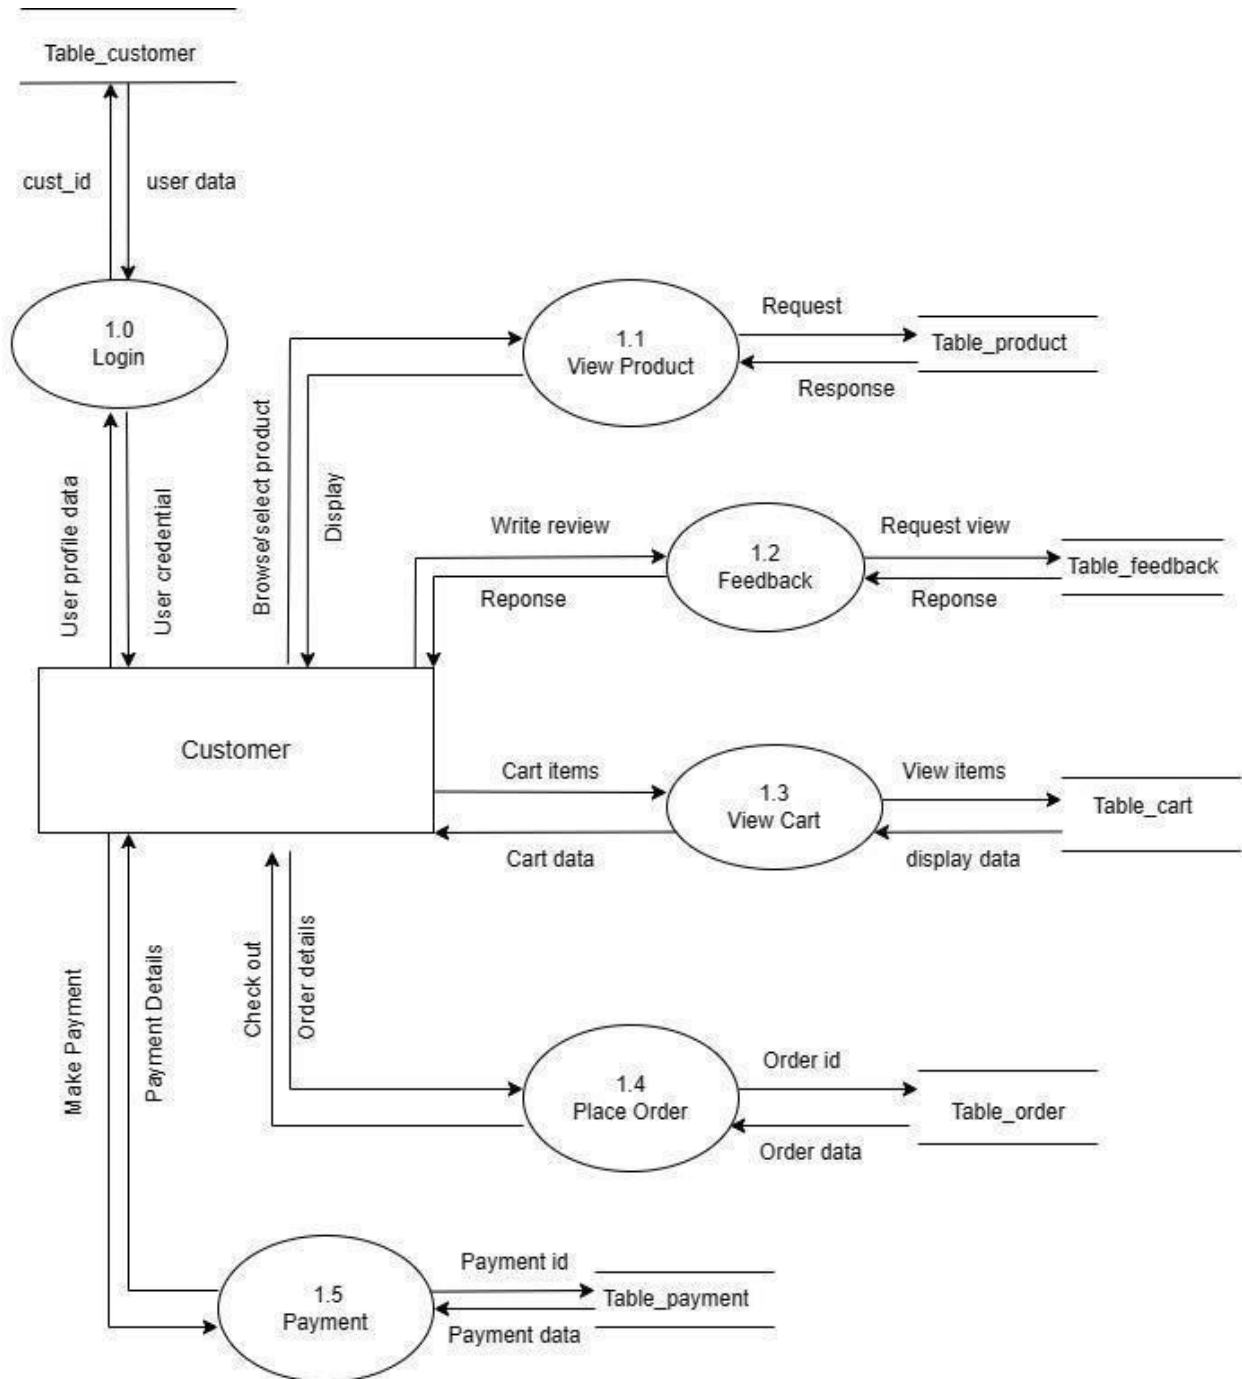 Table_customer
cust_id
user data
1.0
Login
User profile data
User credential
Browse/select product
Display
1.1
View Product
Request
Response
Table_product
Write review
Reponse
1.2
Feedback
Request view
Reponse
Table_feedback
Customer
Cart items
Cart data
1.3
View Cart
View items
display data
Table_cart
Make Payment
Payment Details
Check out
Order details
1.4
Place Order
Order id
Order data
Table_order
1.5
Payment
Payment id
Payment data
Table_payment